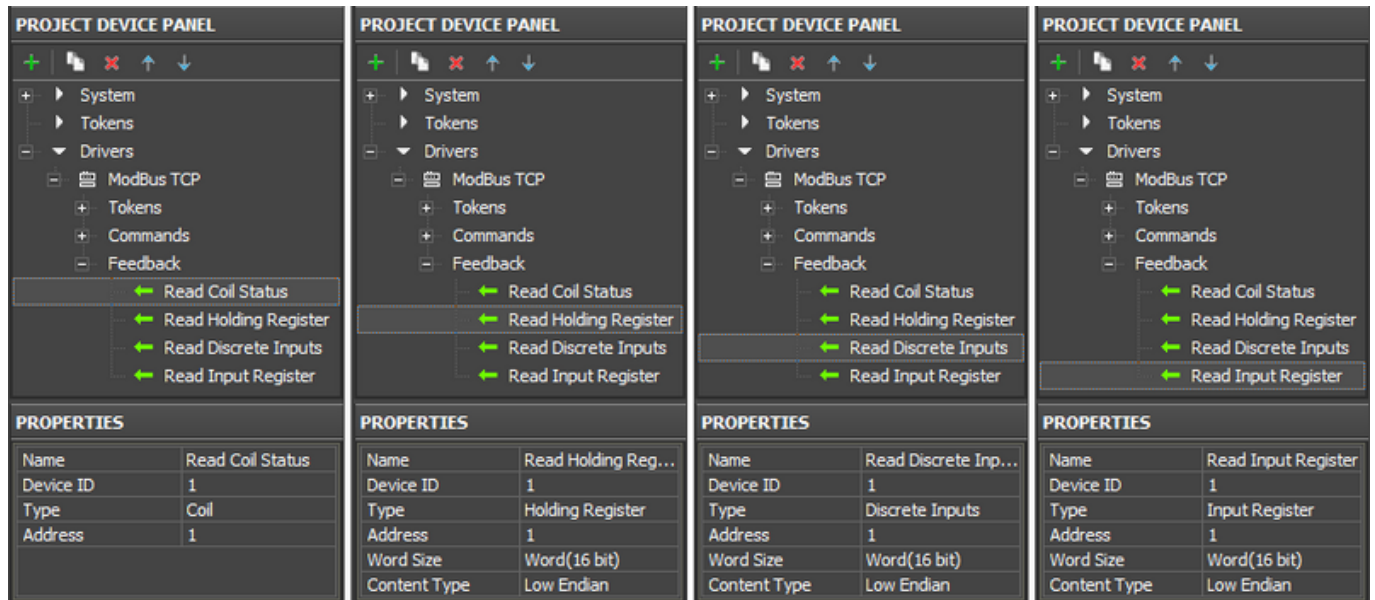 PROJECT DEVICE PANEL
System
Tokens
Drivers
ModBus TCP
Tokens
Commands
Feedback
Read Coil Status
Read Holding Register
Read Discrete Inputs
Read Input Register
PROPERTIES
Name Read Coil Status
Device ID 1
Type Coil
Address 1
PROJECT DEVICE PANEL
System
Tokens
Drivers
ModBus TCP
Tokens
Commands
Feedback
Read Coil Status
Read Holding Register
Read Discrete Inputs
Read Input Register
PROPERTIES
Name Read Holding Reg...
Device ID 1
Type Holding Register
Address 1
Word Size Word(16 bit)
Content Type Low Endian
PROJECT DEVICE PANEL
System
Tokens
Drivers
ModBus TCP
Tokens
Commands
Feedback
Read Coil Status
Read Holding Register
Read Discrete Inputs
Read Input Register
PROPERTIES
Name Read Discrete Inp...
Device ID 1
Type Discrete Inputs
Address 1
Word Size Word(16 bit)
Content Type Low Endian
PROJECT DEVICE PANEL
System
Tokens
Drivers
ModBus TCP
Tokens
Commands
Feedback
Read Coil Status
Read Holding Register
Read Discrete Inputs
Read Input Register
PROPERTIES
Name Read Input Register
Device ID 1
Type Input Register
Address 1
Word Size Word(16 bit)
Content Type Low Endian